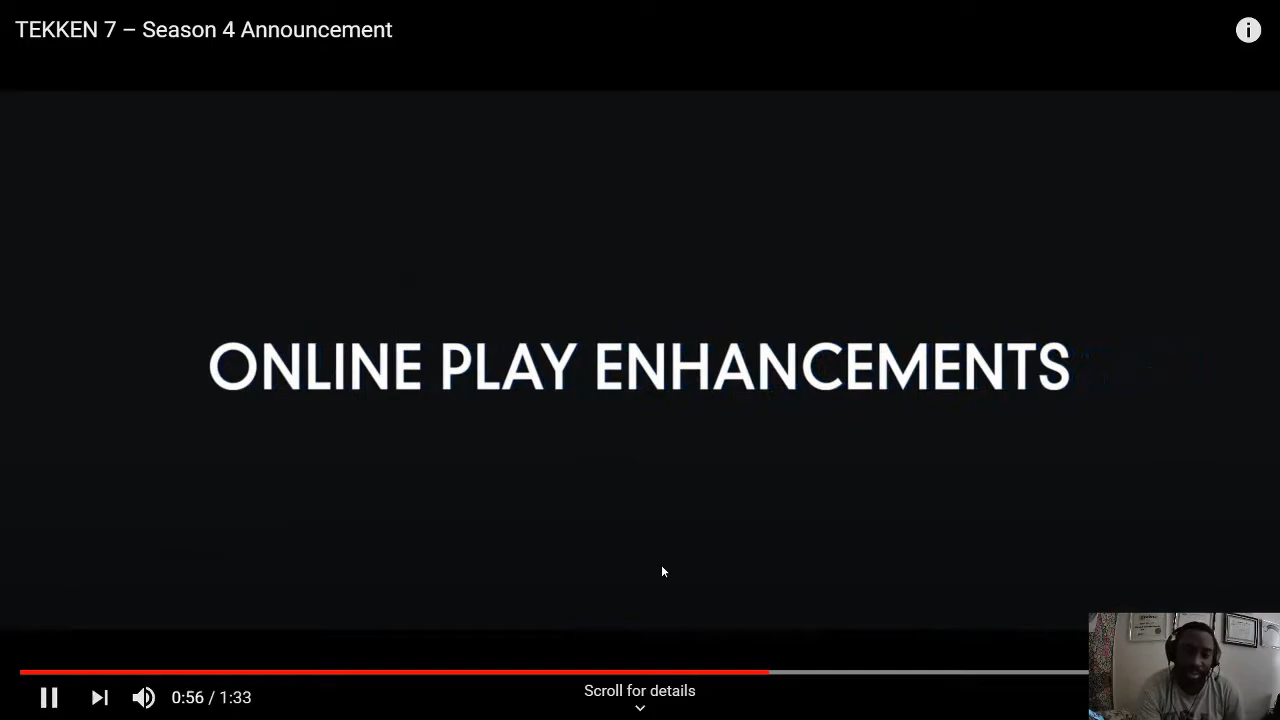 TEKKEN 7 – Season 4 Announcement
ONLINE PLAY ENHANCEMENTS
Scroll for details
0:56 / 1:33